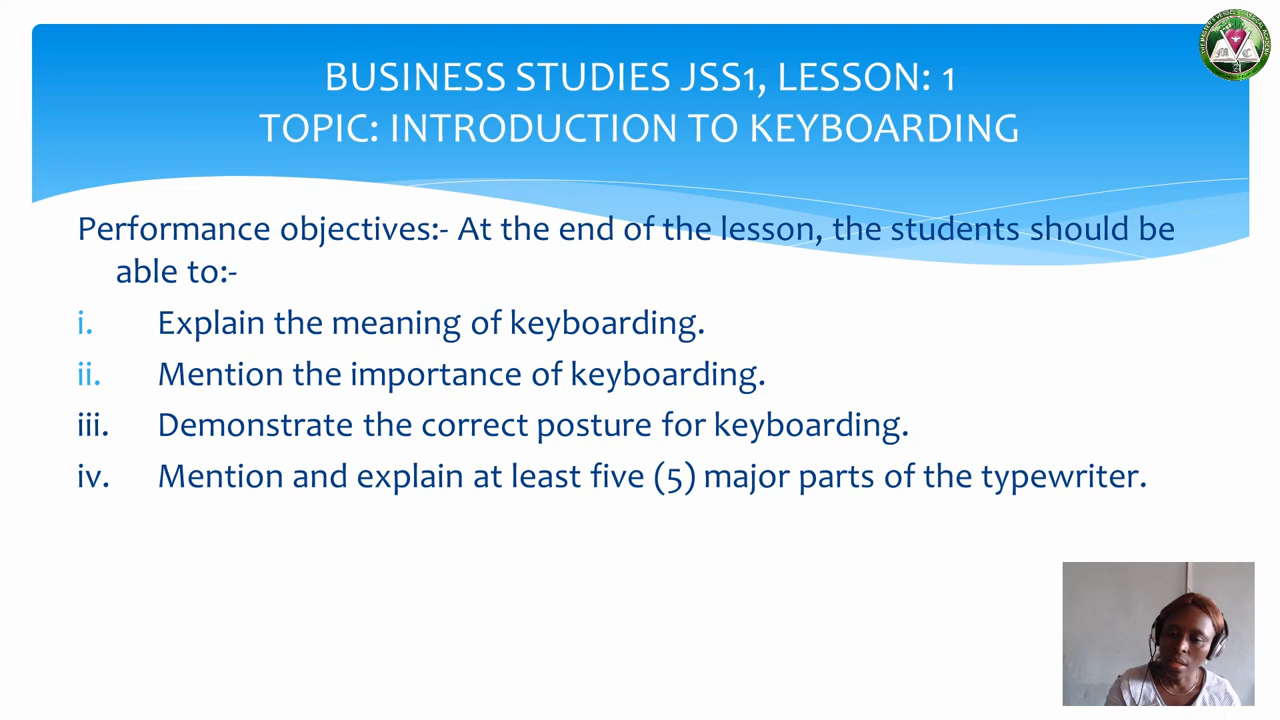 BUSINESS STUDIES JSS1, LESSON: 1
TOPIC: INTRODUCTION TO KEYBOARDING
Performance objectives:- At the end of the lesson, the students should be
able to:-
i. Explain the meaning of keyboarding.
ii. Mention the importance of keyboarding.
iii. Demonstrate the correct posture for keyboarding.
iv. Mention and explain at least five (5) major parts of the typewriter.